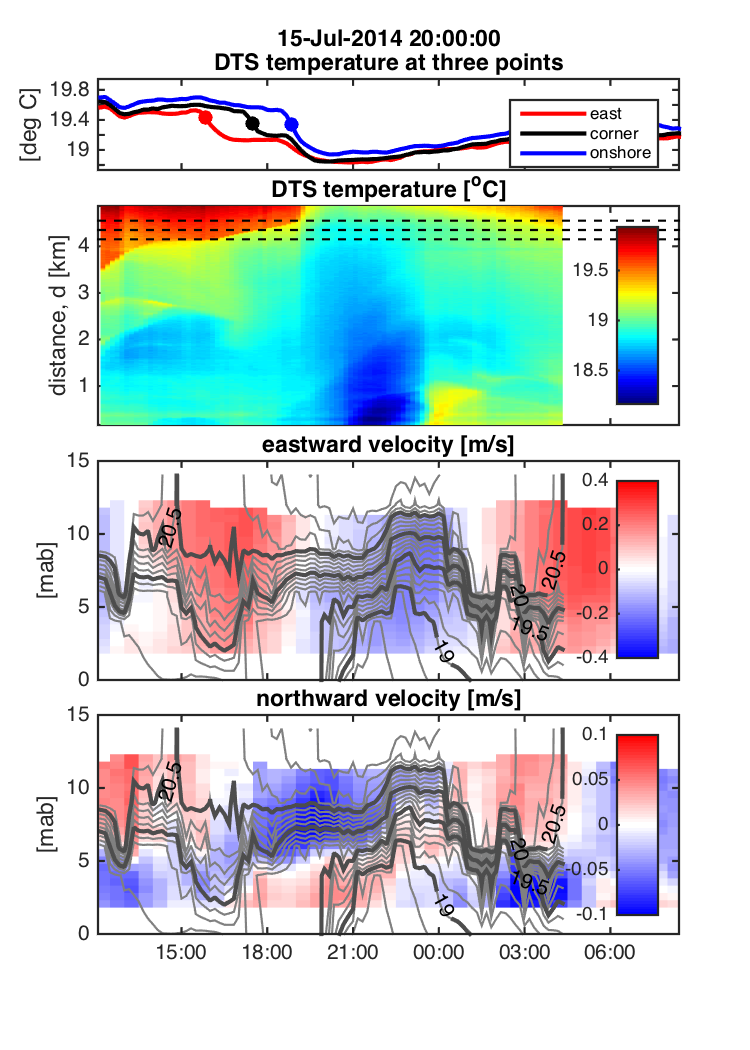 15-Jul-2014 20:00:00
DTS temperature at three points
[deg C]
19.8
19.4
19
east
corner
onshore
DTS temperature [°C]
distance, d [km]
4
3
2
1
19.5
19
18.5
eastward velocity [m/s]
[mab]
15
10
5
0
20.5
19
20
19.5
20.5
0.4
0.2
0
-0.2
-0.4
northward velocity [m/s]
[mab]
15
10
5
0
20.5
19
20
19.5
20.5
0.1
0.05
0
-0.05
-0.1
15:00 18:00 21:00 00:00 03:00 06:00